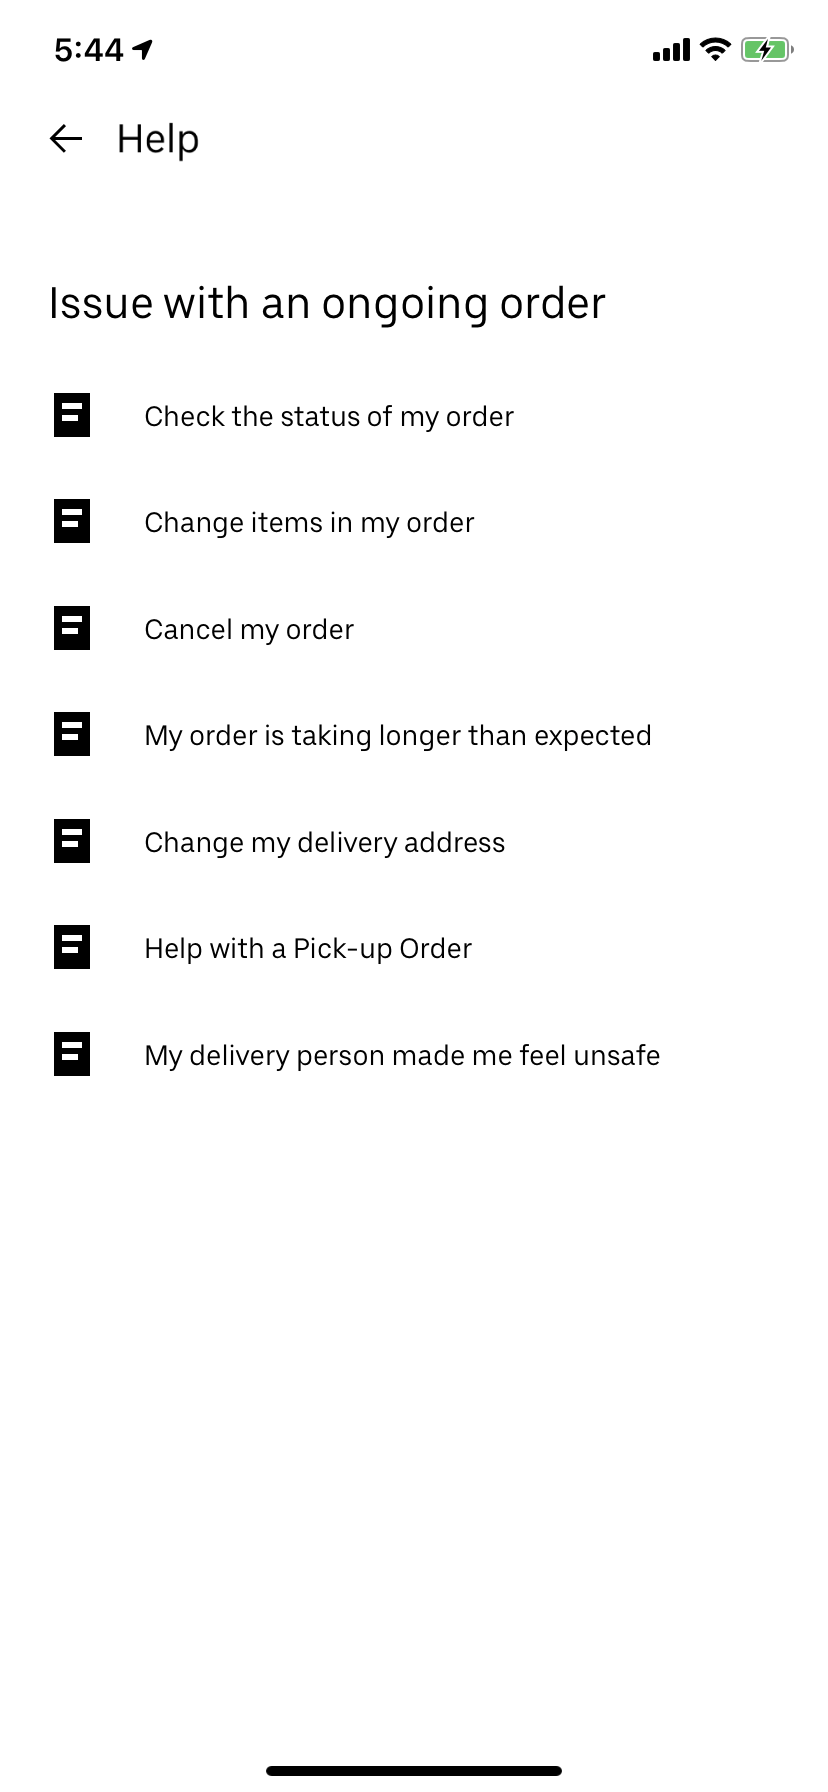 5:44
Help
Issue with an ongoing order
Check the status of my order
Change items in my order
Cancel my order
My order is taking longer than expected
Change my delivery address
Help with a Pick-up Order
My delivery person made me feel unsafe